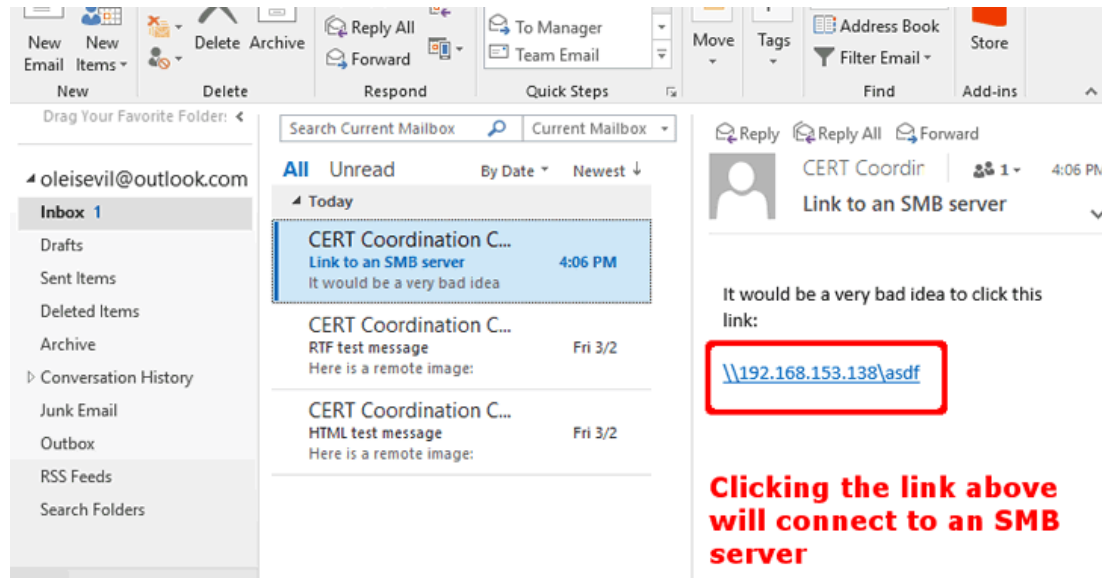 Reply All
To Manager
Address Book
New New Delete Archive
Forward
Team Email
Move Tags
Filter Email
Store
Email Items
New Delete Respond Quick Steps Find Add-ins
Drag Your Favorite Folders
oleisevil@outlook.com
Inbox 1
Drafts
Sent Items
Deleted Items
Archive
Conversation History
Junk Email
Outbox
RSS Feeds
Search Folders
Search Current Mailbox Current Mailbox
All Unread By Date Newest ↓
Today
CERT Coordination C...
Link to an SMB server 4:06 PM
It would be a very bad idea
CERT Coordination C...
RTF test message Fri 3/2
Here is a remote image:
CERT Coordination C...
HTML test message Fri 3/2
Here is a remote image:
Reply Reply All Forward
CERT Coordin 1 4:06 PM
Link to an SMB server
It would be a very bad idea to click this
link:
\\192.168.153.138\asdf
Clicking the link above
will connect to an SMB
server